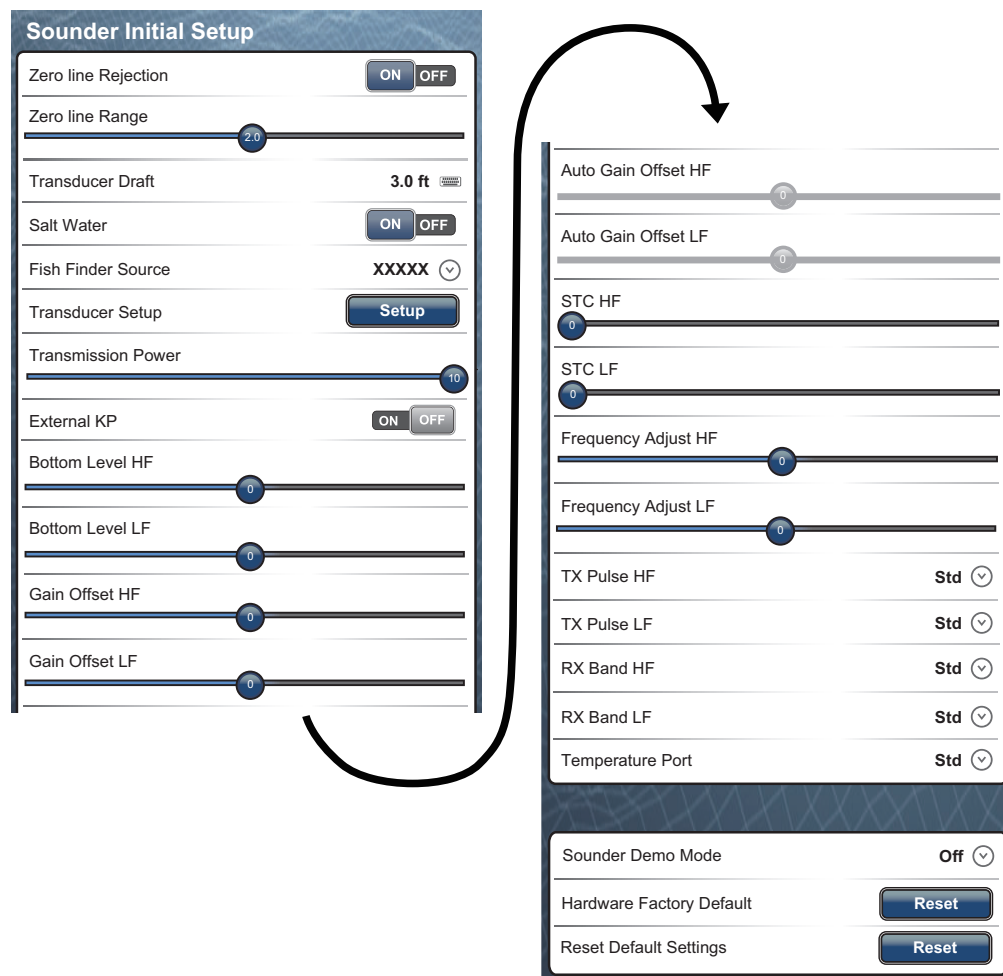 Sounder Initial Setup
Zero line Rejection ON OFF
Zero line Range
2.0
Transducer Draft 3.0 ft
Salt Water ON OFF
Fish Finder Source XXXXX
Transducer Setup Setup
Transmission Power
10
External KP ON OFF
Bottom Level HF
0
Bottom Level LF
0
Gain Offset HF
0
Gain Offset LF
0
Auto Gain Offset HF
0
Auto Gain Offset LF
0
STC HF
0
STC LF
0
Frequency Adjust HF
0
Frequency Adjust LF
0
TX Pulse HF Std
TX Pulse LF Std
RX Band HF Std
RX Band LF Std
Temperature Port Std
Sounder Demo Mode Off
Hardware Factory Default Reset
Reset Default Settings Reset